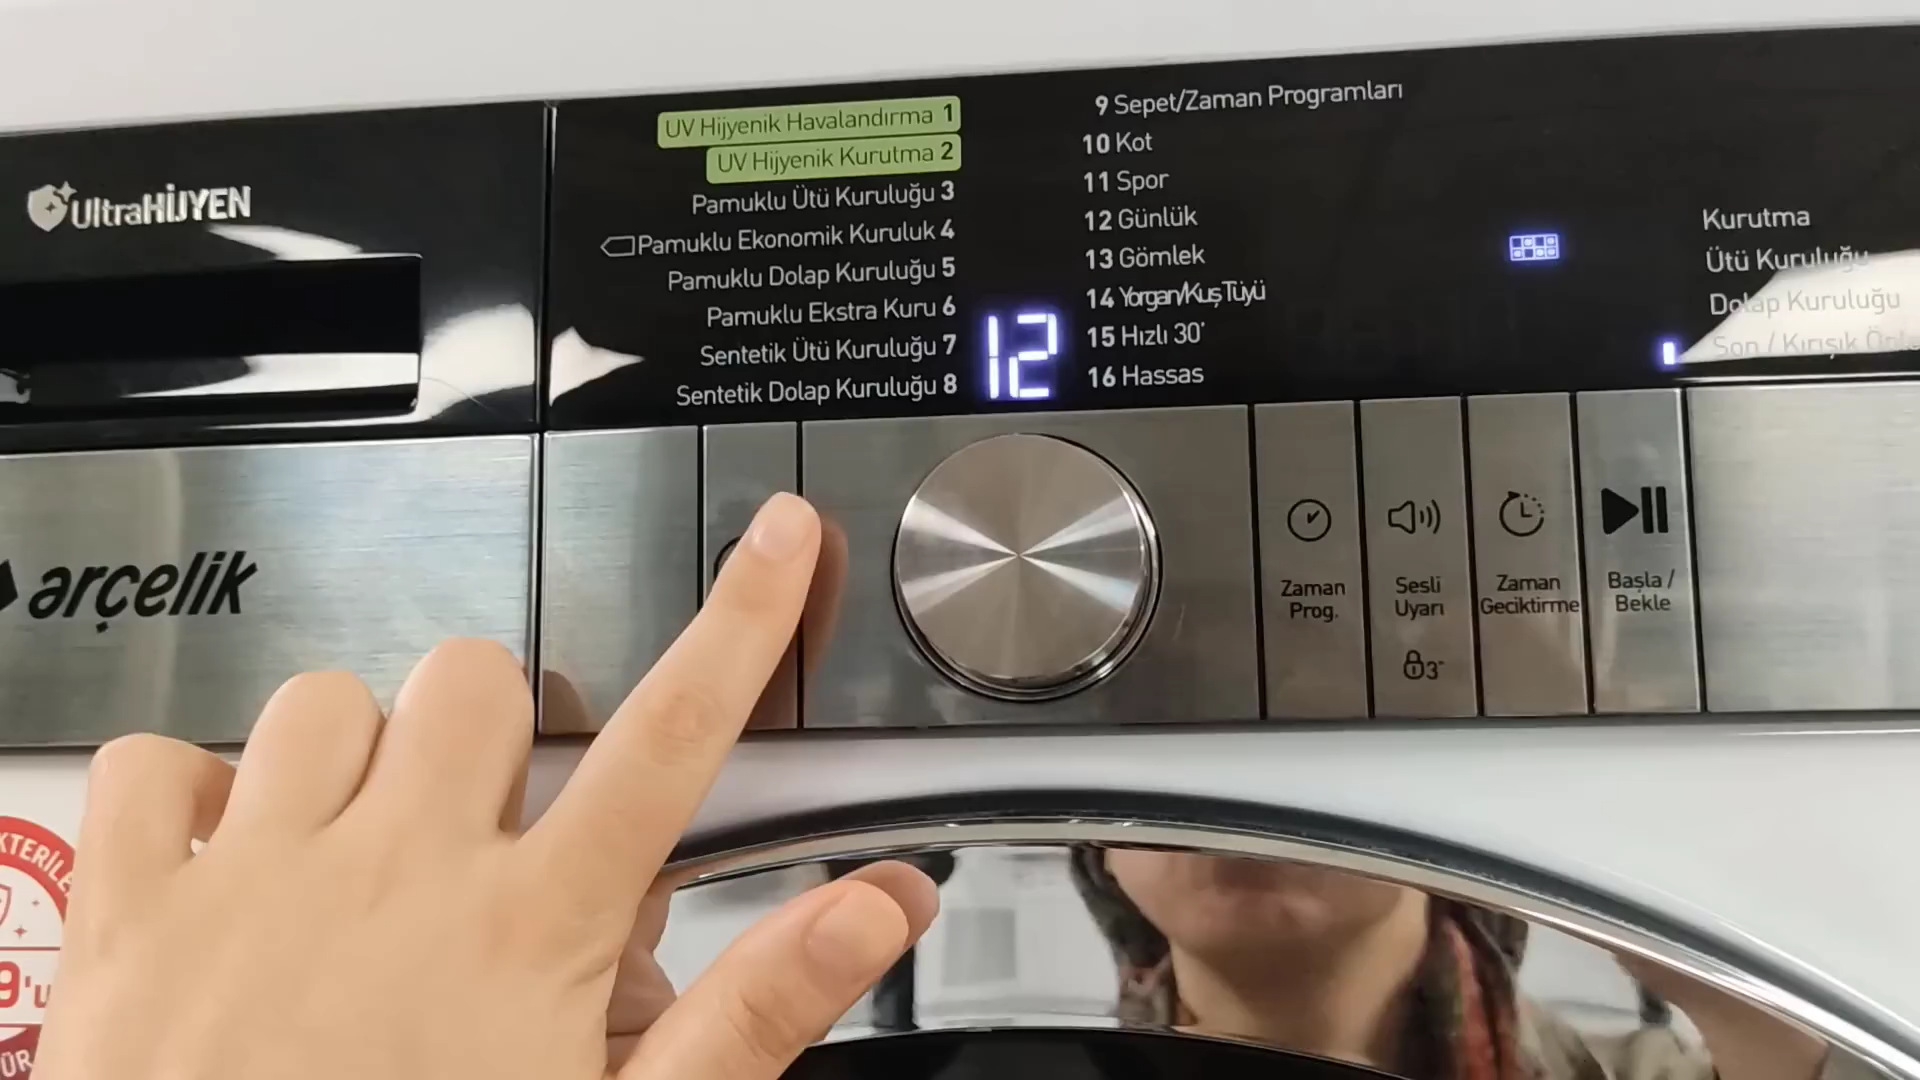 UltraHİJYEN
arçelik
UV Hijyenik Havalandırma 1
UV Hijyenik Kurutma 2
Pamuklu Ütü Kuruluğu 3
Pamuklu Ekonomik Kuruluk 4
Pamuklu Dolap Kuruluğu 5
Pamuklu Ekstra Kuru 6
Sentetik Ütü Kuruluğu 7
Sentetik Dolap Kuruluğu 8
12
9 Sepet/Zaman Programları
10 Kot
11 Spor
12 Günlük
13 Gömlek
14 Yorgan/Kuş Tüyü
15 Hızlı 30'
16 Hassas
Kurutma
Ütü Kuruluğu
Dolap Kuruluğu
Son / Kırışık
Zaman
Prog.
Sesli
Uyarı
3"
Zaman
Geciktirme
Başla /
Bekle